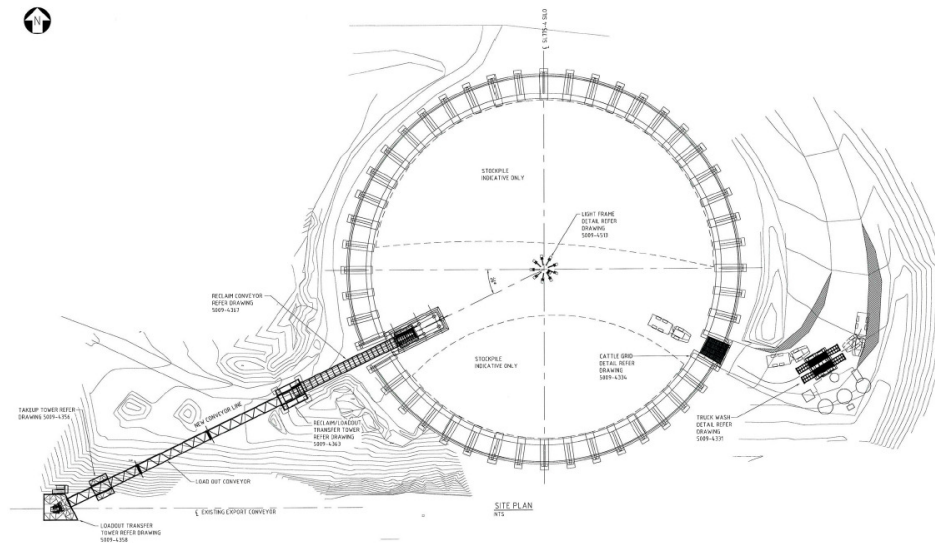 N
STOCKPILE
INDICATIVE ONLY
LIGHT FRAME
DETAIL REFER
DRAWING
5009-4513
RECLAIM CONVEYOR
REFER DRAWING
5009-4367
STOCKPILE
INDICATIVE ONLY
CATTLE GRID
DETAIL REFER
DRAWING
5009-4334
TAKEUP TOWER REFER
DRAWING 5009-4356
NEW CONVEYOR LINE
RECLAIM/LOADOUT
TRANSFER TOWER
REFER DRAWING
5009-4363
TRUCK WASH
DETAIL REFER
DRAWING
5009-4371
LOAD OUT CONVEYOR
EXISTING EXPORT CONVEYOR
SITE PLAN
NTS
LOADOUT TRANSFER
TOWER REFER DRAWING
5009-4358